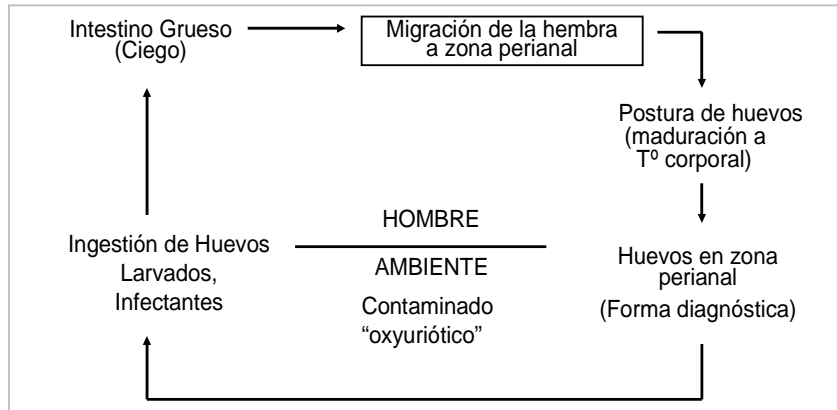 Intestino Grueso
(Ciego)
Migración de la hembra
a zona perianal
Postura de huevos
(maduración a
Tº corporal)
Huevos en zona
perianal
(Forma diagnóstica)
HOMBRE
AMBIENTE
Contaminado
“oxyuriótico”
Ingestión de Huevos
Larvados,
Infectantes